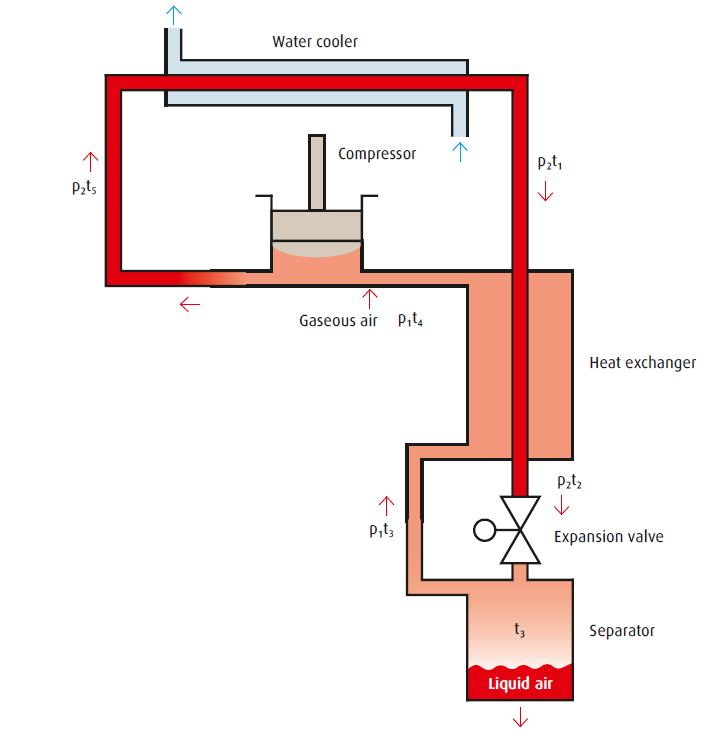 Water cooler
Compressor
p₂t₁
p₂t₅
Gaseous air p₁t₄
Heat exchanger
p₂t₂
p₁t₃
Expansion valve
t₃
Separator
Liquid air